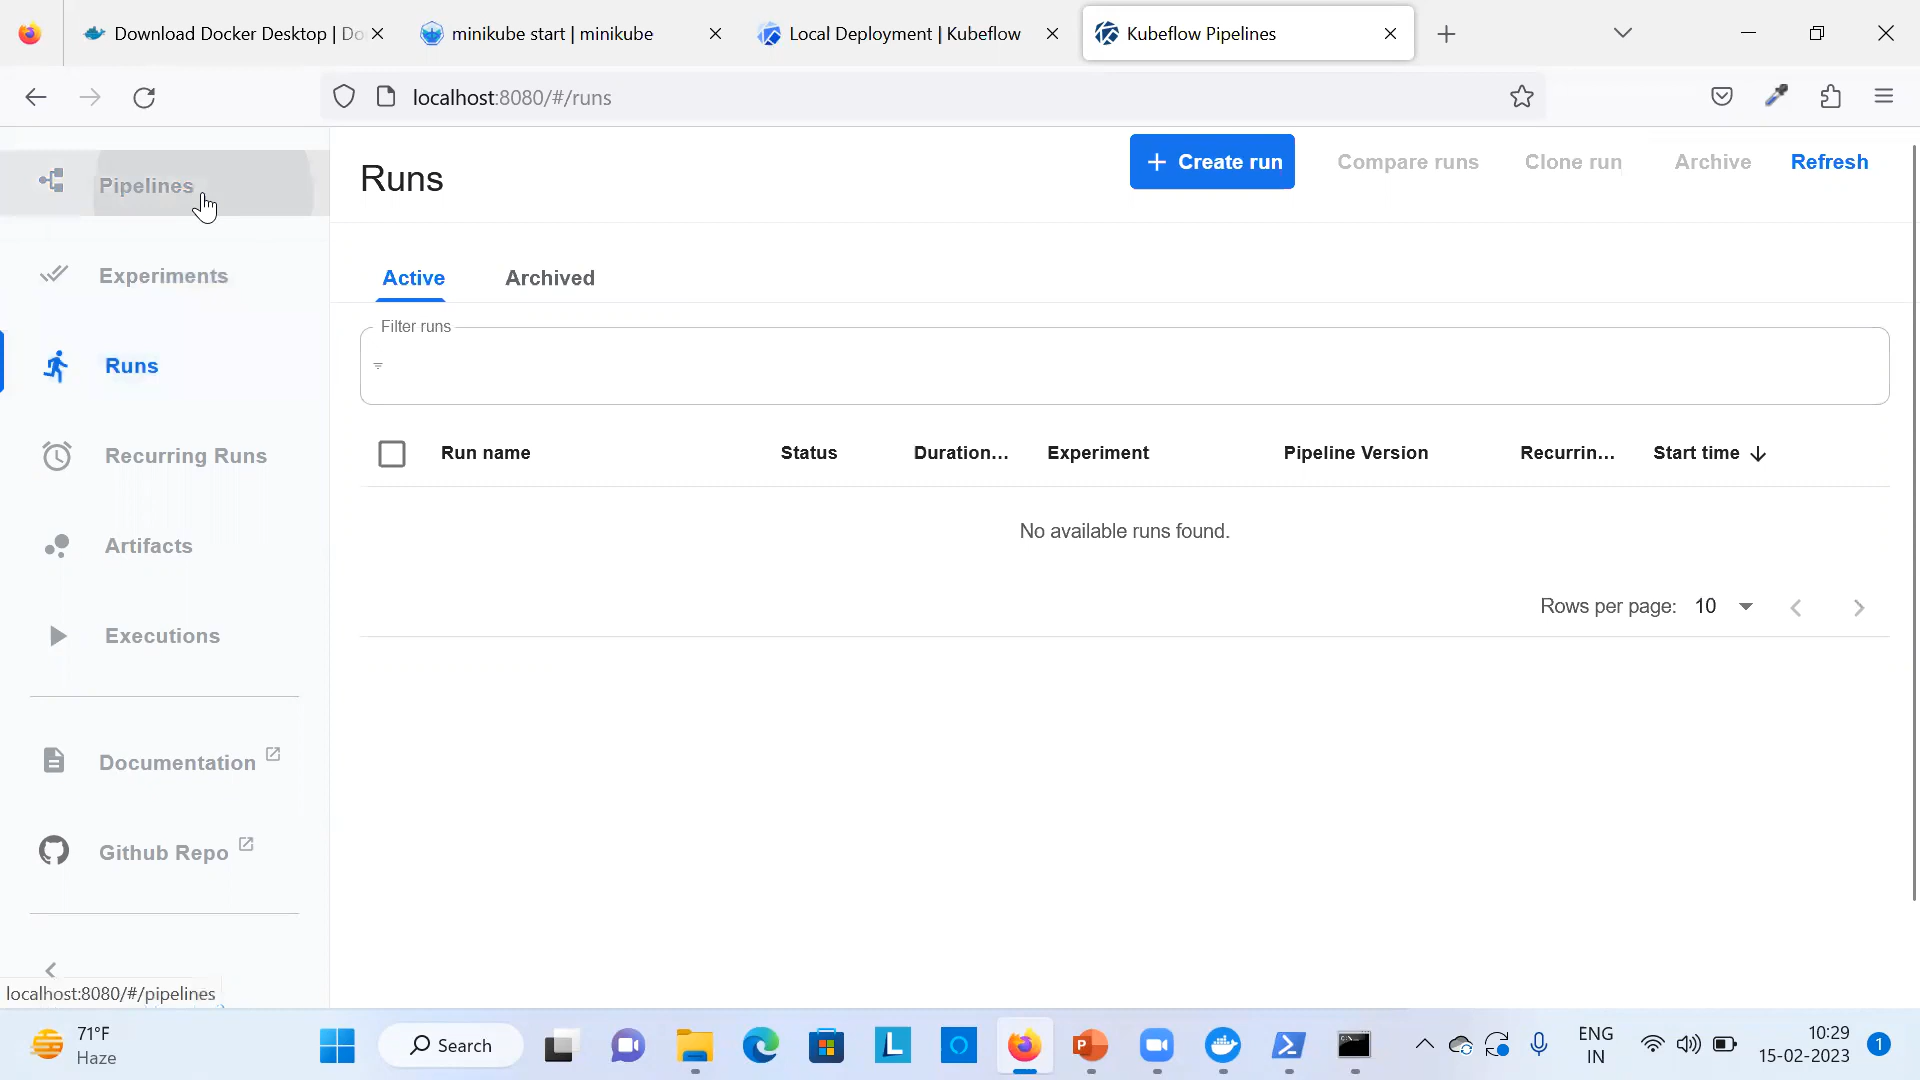 Download Docker Desktop | Do
minikube start | minikube
Local Deployment | Kubeflow
Kubeflow Pipelines
localhost:8080/#/runs
Pipelines
Experiments
Runs
Recurring Runs
Artifacts
Executions
Documentation
Github Repo
localhost:8080/#/pipelines
Runs
+ Create run
Compare runs
Clone run
Archive
Refresh
Active
Archived
Filter runs
Run name
Status
Duration...
Experiment
Pipeline Version
Recurrin...
Start time
No available runs found.
Rows per page: 10
71°F
Haze
Search
ENG
IN
10:29
15-02-2023
1